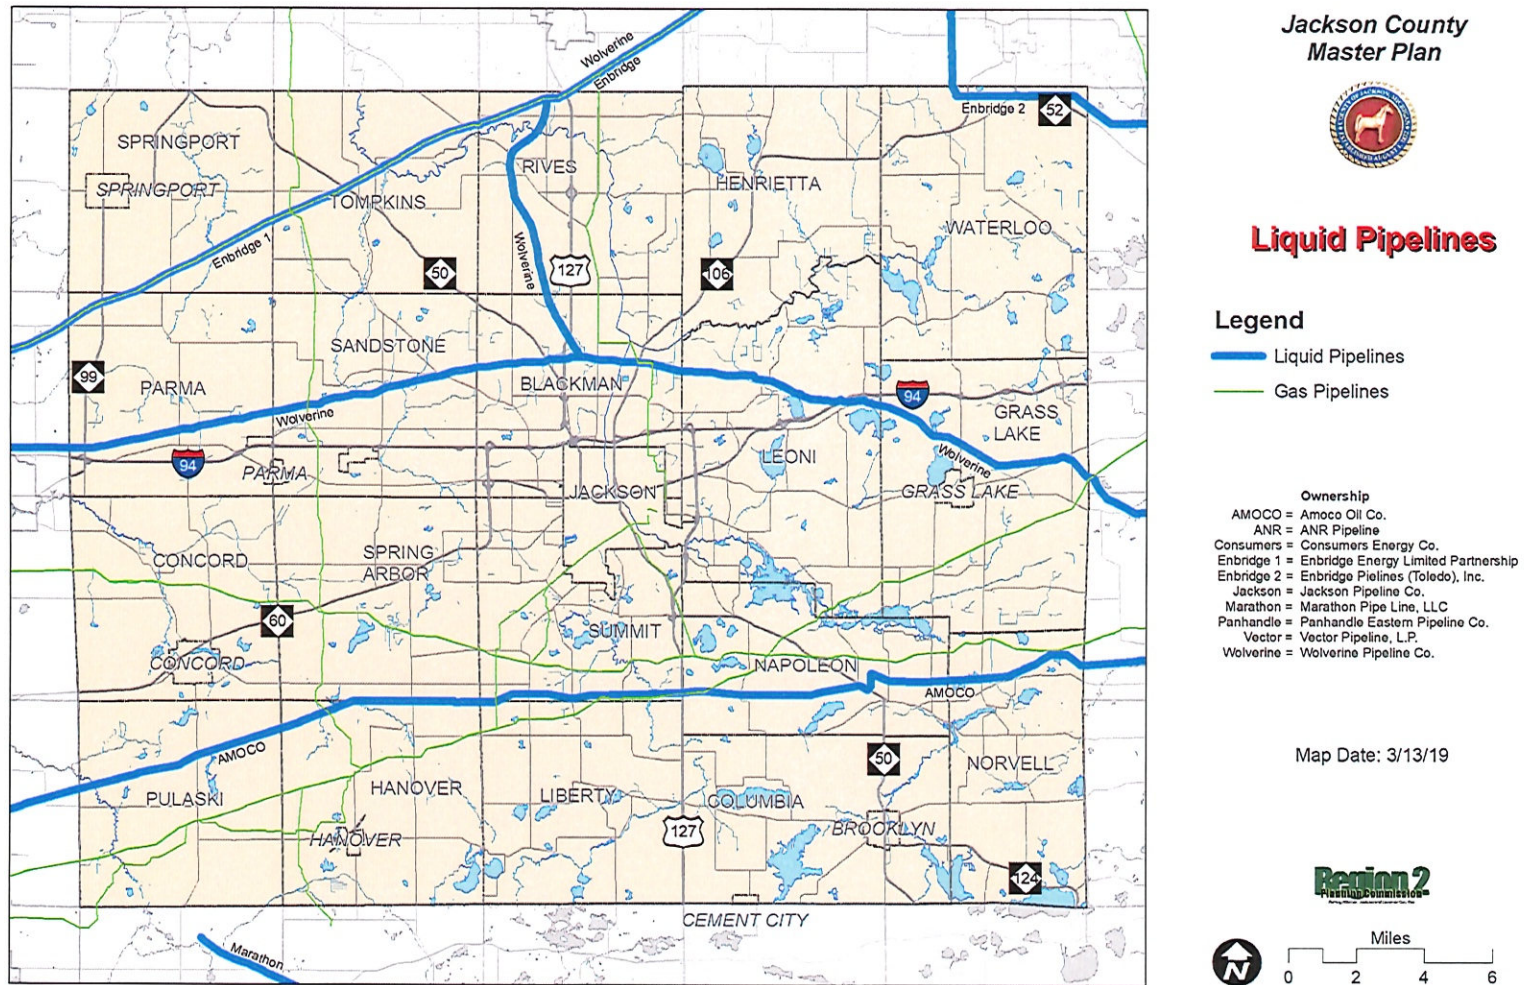 Jackson County
Master Plan
Liquid Pipelines
Legend
Liquid Pipelines
Gas Pipelines
Ownership
AMOCO = Amoco Oil Co.
ANR = ANR Pipeline
Consumers = Consumers Energy Co.
Enbridge 1 = Enbridge Energy Limited Partnership
Enbridge 2 = Enbridge Pielines (Toledo), Inc.
Jackson = Jackson Pipeline Co.
Marathon = Marathon Pipe Line, LLC
Panhandle = Panhandle Eastern Pipeline Co.
Vector = Vector Pipeline, L.P.
Wolverine = Wolverine Pipeline Co.
Map Date: 3/13/19
Region 2
Planning Commission
Miles
0 2 4 6
N
Wolverine
Enbridge
Enbridge 2
52
SPRINGPORT
RIVES
SPRINGPORT
HENRIETTA
TOMPKINS
WATERLOO
Enbridge 1
Wolverine
50
127
106
SANDSTONE
99
PARMA
BLACKMAN
94
Wolverine
GRASS
LAKE
94
PARMA
LEONI
Wolverine
JACKSON
GRASS LAKE
CONCORD
SPRING
ARBOR
60
SUMMIT
CONCORD
NAPOLEON
AMOCO
AMOCO
50
NORVELL
PULASKI
HANOVER
LIBERTY
COLUMBIA
HANOVER
127
BROOKLYN
124
CEMENT CITY
Marathon